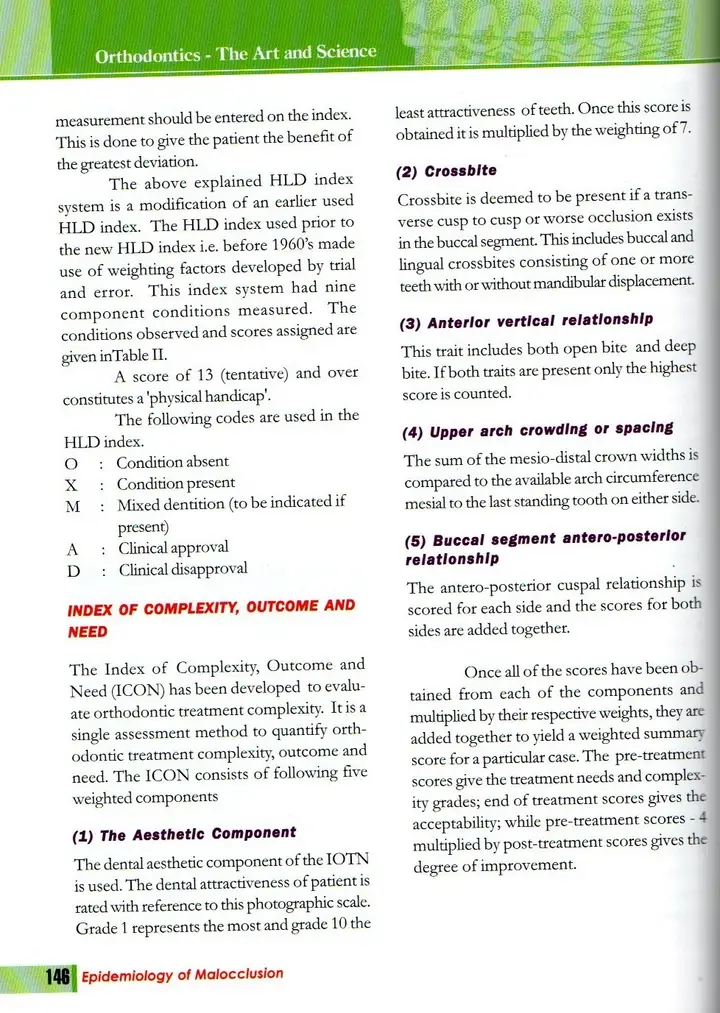 Orthodontics - The Art and Science
measurement should be entered on the index.
This is done to give the patient the benefit of
the greatest deviation.
The above explained HLD index
system is a modification of an earlier used
HLD index. The HLD index used prior to
the new HLD index i.e. before 1960's made
use of weighting factors developed by trial
and error. This index system had nine
component conditions measured. The
conditions observed and scores assigned are
given inTable II.
A score of 13 (tentative) and over
constitutes a 'physical handicap'.
The following codes are used in the
HLD index.
O : Condition absent
X : Condition present
M : Mixed dentition (to be indicated if
present)
A : Clinical approval
D : Clinical disapproval
INDEX OF COMPLEXITY, OUTCOME AND
NEED
The Index of Complexity, Outcome and
Need (ICON) has been developed to evalu-
ate orthodontic treatment complexity. It is a
single assessment method to quantify orth-
odontic treatment complexity, outcome and
need. The ICON consists of following five
weighted components
(1) The Aesthetic Component
The dental aesthetic component of the IOTN
is used. The dental attractiveness of patient is
rated with reference to this photographic scale.
Grade 1 represents the most and grade 10 the
least attractiveness of teeth. Once this score is
obtained it is multiplied by the weighting of 7.
(2) Crossbite
Crossbite is deemed to be present if a trans-
verse cusp to cusp or worse occlusion exists
in the buccal segment. This includes buccal and
lingual crossbites consisting of one or more
teeth with or without mandibular displacement.
(3) Anterior vertical relationship
This trait includes both open bite and deep
bite. If both traits are present only the highest
score is counted.
(4) Upper arch crowding or spacing
The sum of the mesio-distal crown widths is
compared to the available arch circumference
mesial to the last standing tooth on either side.
(5) Buccal segment antero-posterior
relationship
The antero-posterior cuspal relationship is
scored for each side and the scores for both
sides are added together.
Once all of the scores have been ob-
tained from each of the components and
multiplied by their respective weights, they are
added together to yield a weighted summary
score for a particular case. The pre-treatment
scores give the treatment needs and complex-
ity grades; end of treatment scores gives the
acceptability; while pre-treatment scores - 4
multiplied by post-treatment scores gives the
degree of improvement.
146 Epidemiology of Malocclusion